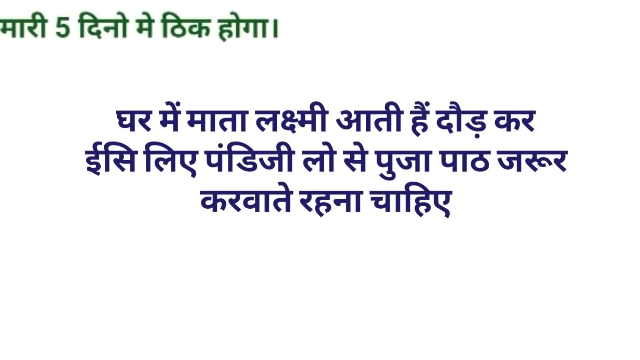 मारी 5 दिनो मे ठिक होगा।
घर में माता लक्ष्मी आती हैं दौड़ कर
ईसि लिए पंडिजी लो से पुजा पाठ जरूर
करवाते रहना चाहिए